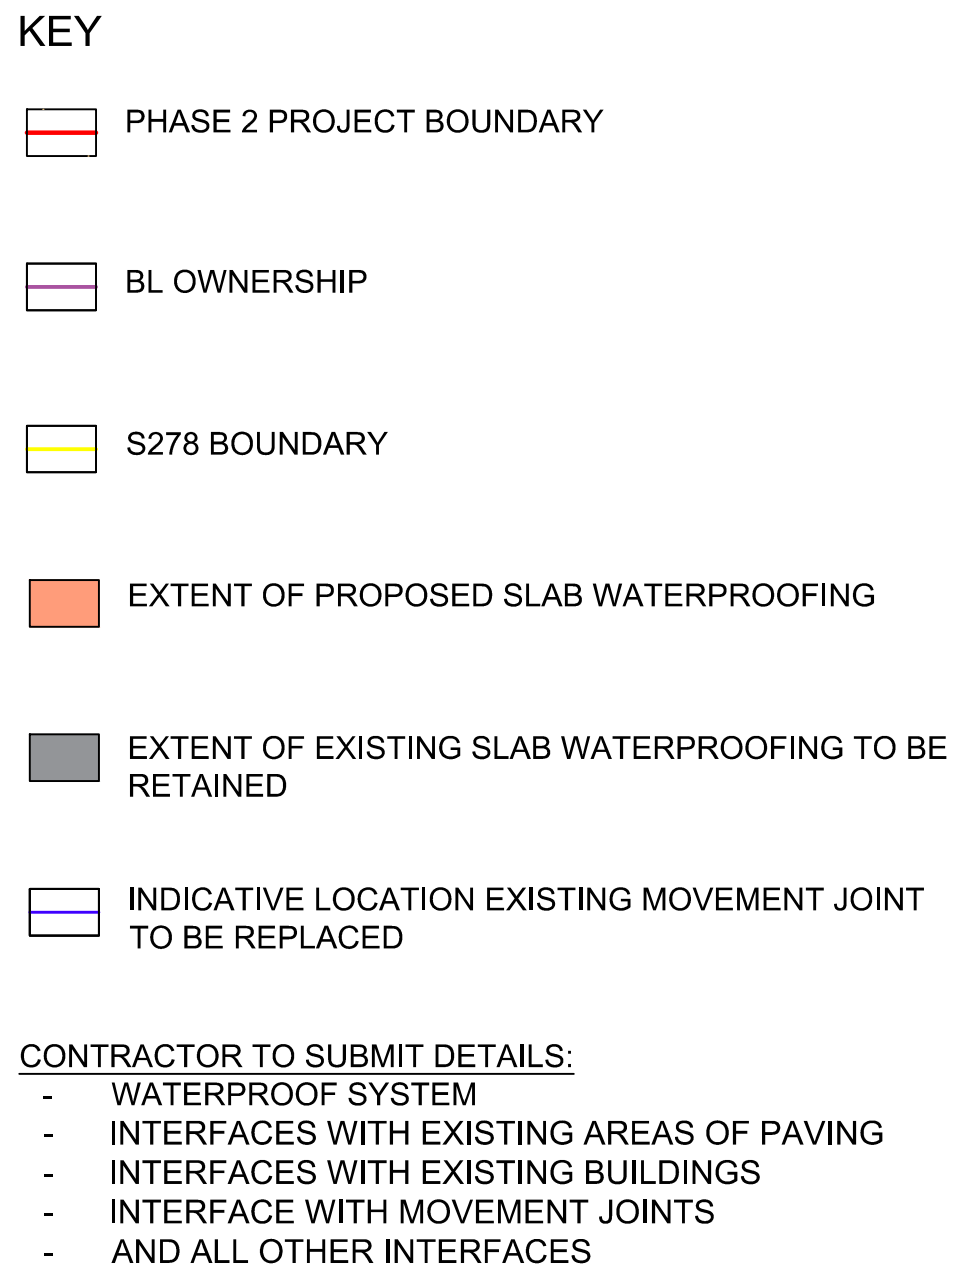 KEY
PHASE 2 PROJECT BOUNDARY
BL OWNERSHIP
S278 BOUNDARY
EXTENT OF PROPOSED SLAB WATERPROOFING
EXTENT OF EXISTING SLAB WATERPROOFING TO BE
RETAINED
INDICATIVE LOCATION EXISTING MOVEMENT JOINT
TO BE REPLACED
CONTRACTOR TO SUBMIT DETAILS:
- WATERPROOF SYSTEM
- INTERFACES WITH EXISTING AREAS OF PAVING
- INTERFACES WITH EXISTING BUILDINGS
- INTERFACE WITH MOVEMENT JOINTS
- AND ALL OTHER INTERFACES